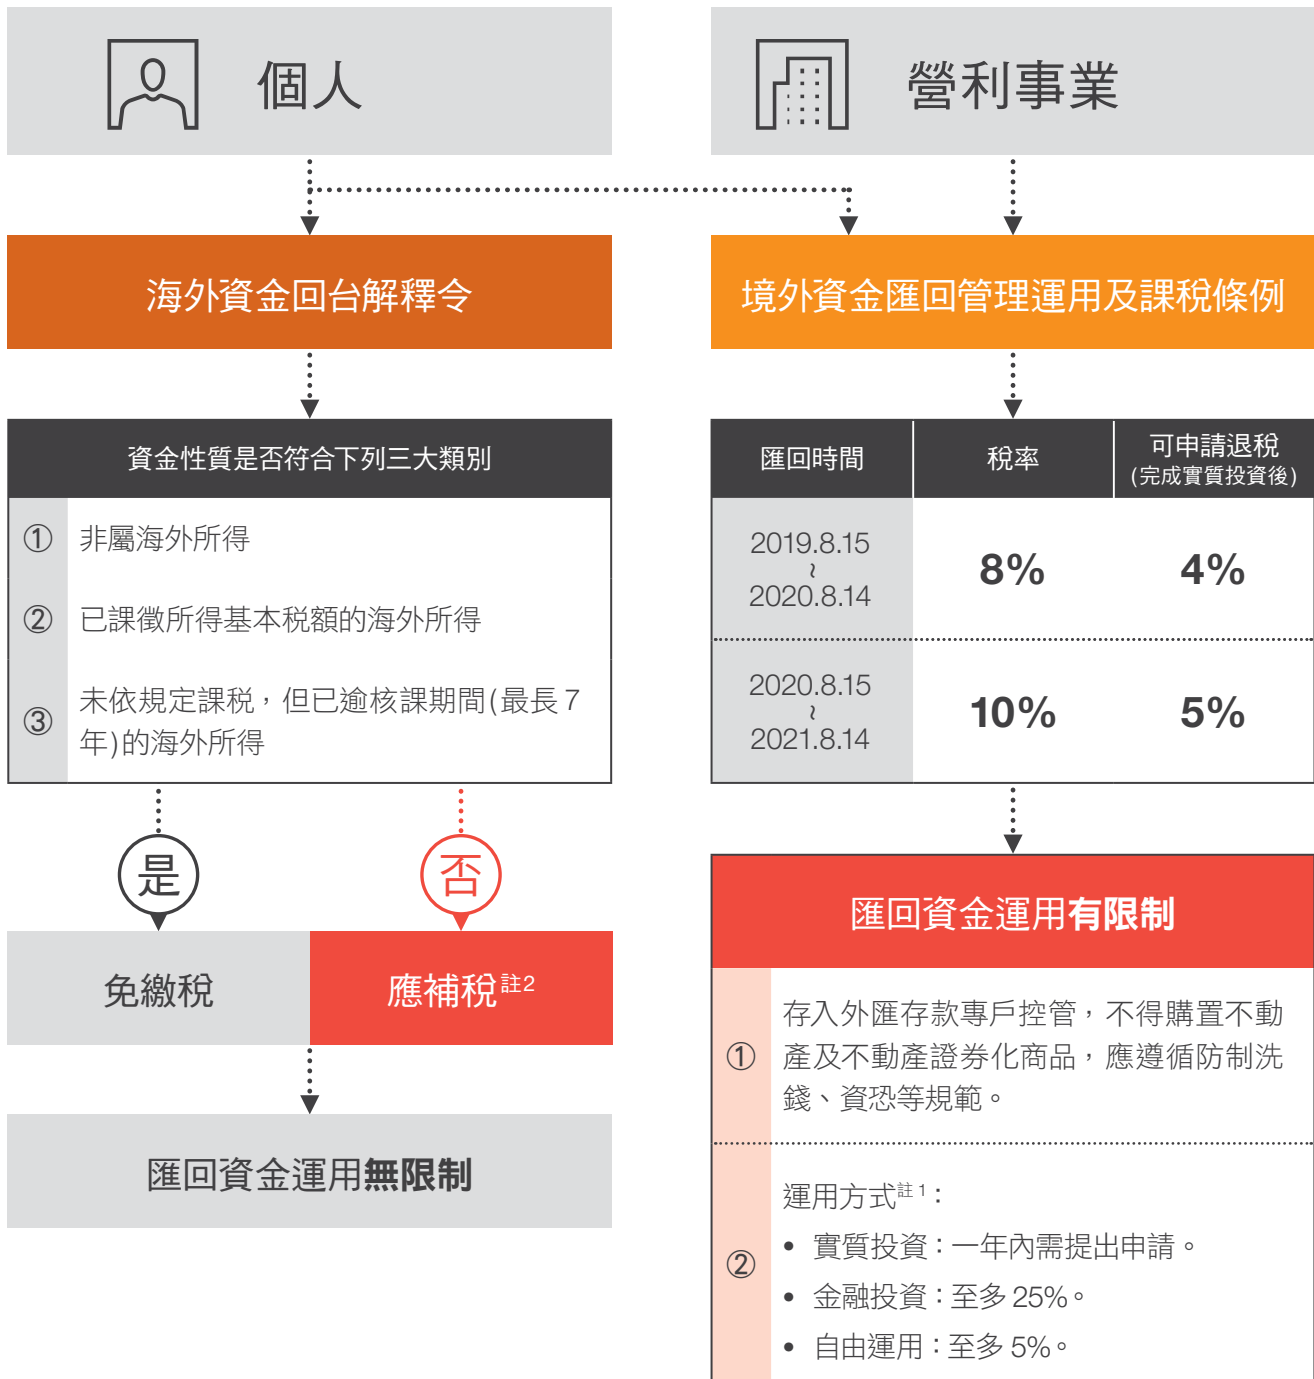 個人
海外資金回台解釋令
資金性質是否符合下列三大類別
① 非屬海外所得
② 已課徵所得基本稅額的海外所得
③ 未依規定課稅，但已逾核課期間(最長7
年)的海外所得
是
否
免繳稅
應補稅註2
匯回資金運用無限制
營利事業
境外資金匯回管理運用及課稅條例
匯回時間 稅率 可申請退稅
(完成實質投資後)
2019.8.15
~
2020.8.14
8% 4%
2020.8.15
~
2021.8.14
10% 5%
匯回資金運用有限制
① 存入外匯存款專戶控管，不得購置不動
產及不動產證券化商品，應遵循防制洗
錢、資恐等規範。
② 運用方式註1：
• 實質投資：一年內需提出申請。
• 金融投資：至多 25%。
• 自由運用：至多 5%。